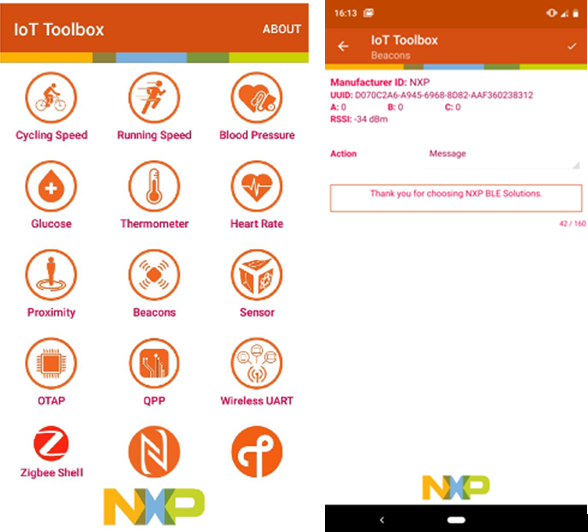 IoT Toolbox
ABOUT
Cycling Speed
Running Speed
Blood Pressure
Glucose
Thermometer
Heart Rate
Proximity
Beacons
Sensor
OTAP
QPP
Wireless UART
Zigbee Shell
NXP
16:13
IoT Toolbox
Beacons
Manufacturer ID: NXP
UUID: D070C2A6-A945-6968-8D82-AAF360238312
A: 0 B: 0 C: 0
RSSI: -34 dBm
Action Message
Thank you for choosing NXP BLE Solutions.
42 / 160
NXP